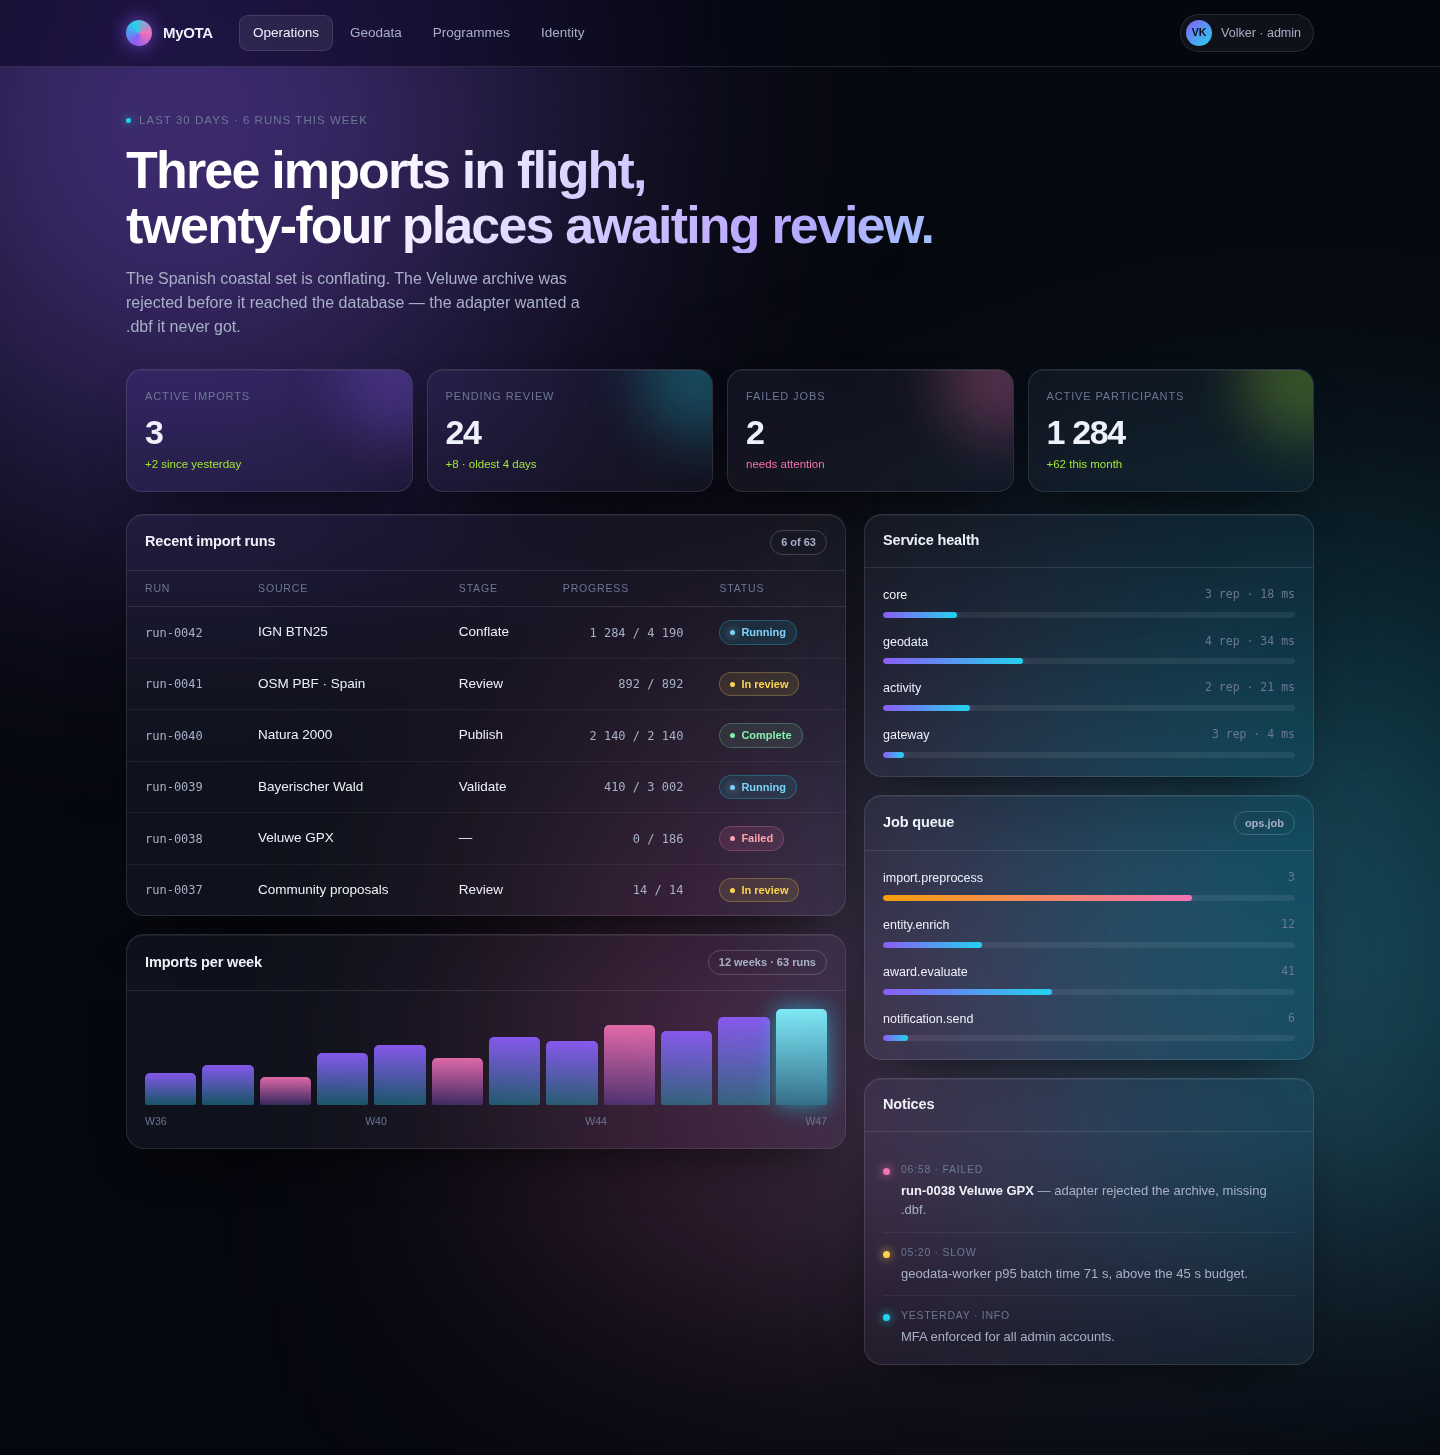 MyOTA
Operations
Geodata
Programmes
Identity
VK
Volker · admin
LAST 30 DAYS · 6 RUNS THIS WEEK
Three imports in flight,
twenty-four places awaiting review.
The Spanish coastal set is conflating. The Veluwe archive was
rejected before it reached the database — the adapter wanted a
.dbf it never got.
ACTIVE IMPORTS
3
+2 since yesterday
PENDING REVIEW
24
+8 · oldest 4 days
FAILED JOBS
2
needs attention
ACTIVE PARTICIPANTS
1 284
+62 this month
Recent import runs
6 of 63
RUN SOURCE STAGE PROGRESS STATUS
run-0042 IGN BTN25 Conflate 1 284 / 4 190 Running
run-0041 OSM PBF · Spain Review 892 / 892 In review
run-0040 Natura 2000 Publish 2 140 / 2 140 Complete
run-0039 Bayerischer Wald Validate 410 / 3 002 Running
run-0038 Veluwe GPX — 0 / 186 Failed
run-0037 Community proposals Review 14 / 14 In review
Imports per week
12 weeks · 63 runs
W36 W40 W44 W47
Service health
core 3 rep · 18 ms
geodata 4 rep · 34 ms
activity 2 rep · 21 ms
gateway 3 rep · 4 ms
Job queue
ops.job
import.preprocess 3
entity.enrich 12
award.evaluate 41
notification.send 6
Notices
06:58 · FAILED
run-0038 Veluwe GPX — adapter rejected the archive, missing
.dbf.
05:20 · SLOW
geodata-worker p95 batch time 71 s, above the 45 s budget.
YESTERDAY · INFO
MFA enforced for all admin accounts.